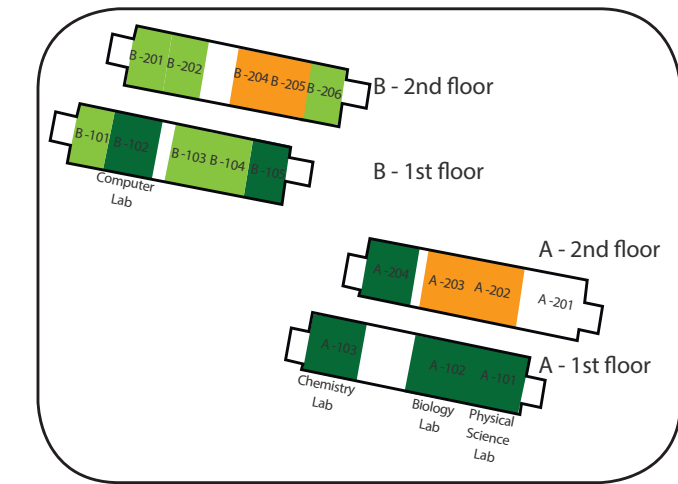 B -201 B -202 B -204 B -205 B -206
B - 2nd floor
B -101 B -102 B -103 B -104 B -105
B - 1st floor
Computer
Lab
A - 2nd floor
A -204 A -203 A -202 A -201
A -103 A -102 A -101
A - 1st floor
Chemistry
Lab
Biology
Lab
Physical
Science
Lab